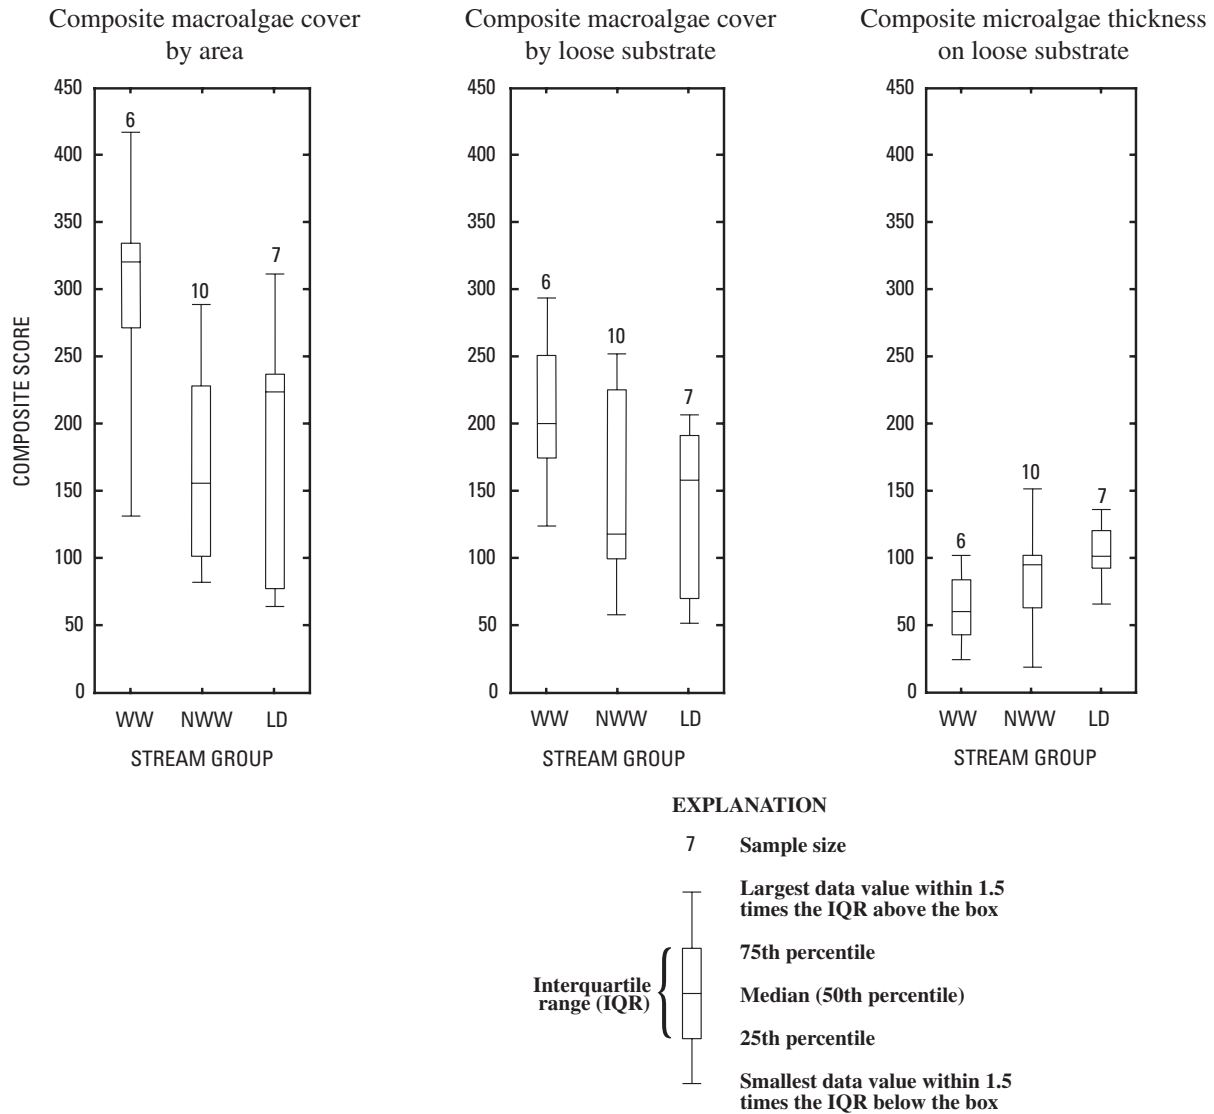 Composite macroalgae cover
by area
Composite macroalgae cover
by loose substrate
Composite microalgae thickness
on loose substrate
COMPOSITE SCORE
450
400
350
300
250
200
150
100
50
0
6
10
7
WW NWW LD
STREAM GROUP
450
400
350
300
250
200
150
100
50
0
6
10
7
WW NWW LD
STREAM GROUP
450
400
350
300
250
200
150
100
50
0
6
10
7
WW NWW LD
STREAM GROUP
EXPLANATION
7 Sample size
Largest data value within 1.5
times the IQR above the box
75th percentile
Interquartile
range (IQR)
Median (50th percentile)
25th percentile
Smallest data value within 1.5
times the IQR below the box